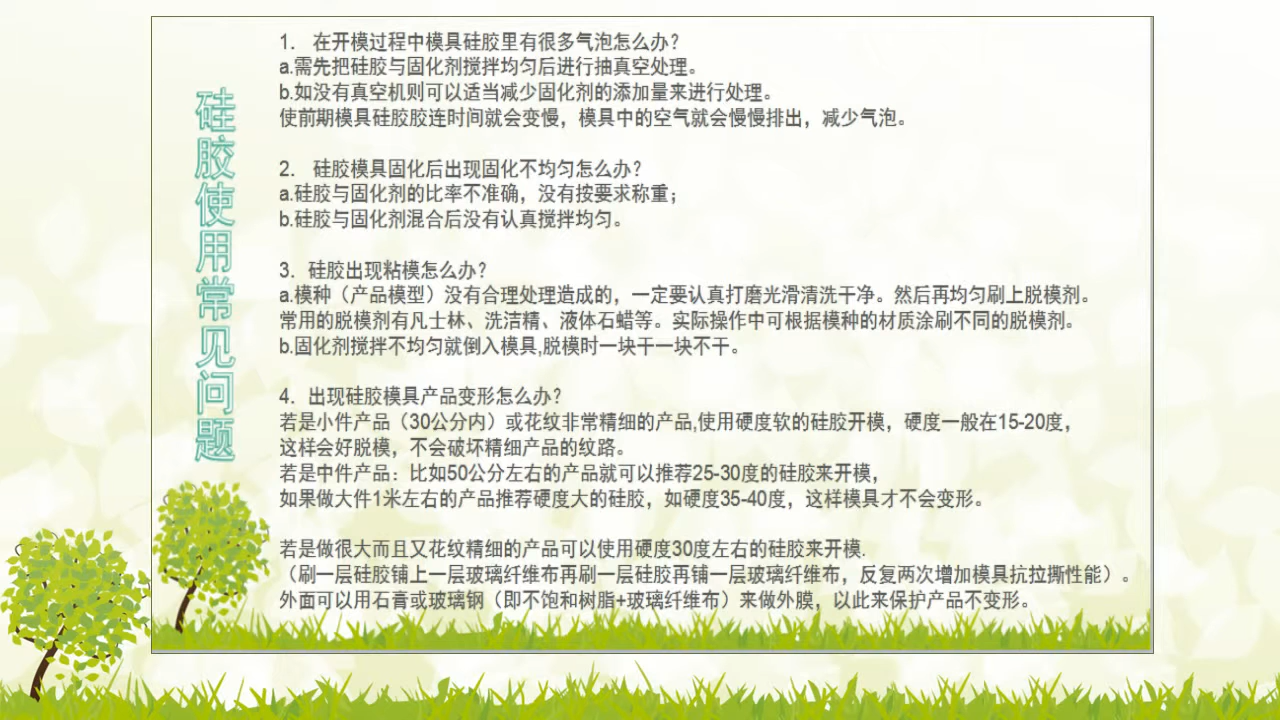 硅胶使用常见问题
1. 在开模过程中模具硅胶里有很多气泡怎么办？
a.需先把硅胶与固化剂搅拌均匀后进行抽真空处理。
b.如没有真空机则可以适当减少固化剂的添加量来进行处理。
使前期模具硅胶胶连时间就会变慢，模具中的空气就会慢慢排出，减少气泡。
2. 硅胶模具固化后出现固化不均匀怎么办？
a.硅胶与固化剂的比率不准确，没有按要求称重；
b.硅胶与固化剂混合后没有认真搅拌均匀。
3. 硅胶出现粘模怎么办？
a.模种（产品模型）没有合理处理造成的，一定要认真打磨光滑清洗干净。然后再均匀刷上脱模剂。
常用的脱模剂有凡士林、洗洁精、液体石蜡等。实际操作中可根据模种的材质涂刷不同的脱模剂。
b.固化剂搅拌不均匀就倒入模具,脱模时一块干一块不干。
4. 出现硅胶模具产品变形怎么办？
若是小件产品（30公分内）或花纹非常精细的产品,使用硬度软的硅胶开模，硬度一般在15-20度，
这样会好脱模，不会破坏精细产品的纹路。
若是中件产品：比如50公分左右的产品就可以推荐25-30度的硅胶来开模，
如果做大件1米左右的产品推荐硬度大的硅胶，如硬度35-40度，这样模具才不会变形。
若是做很大而且又花纹精细的产品可以使用硬度30度左右的硅胶来开模.
（刷一层硅胶铺上一层玻璃纤维布再刷一层硅胶再铺一层玻璃纤维布，反复两次增加模具抗拉撕性能）。
外面可以用石膏或玻璃钢（即不饱和树脂+玻璃纤维布）来做外膜，以此来保护产品不变形。